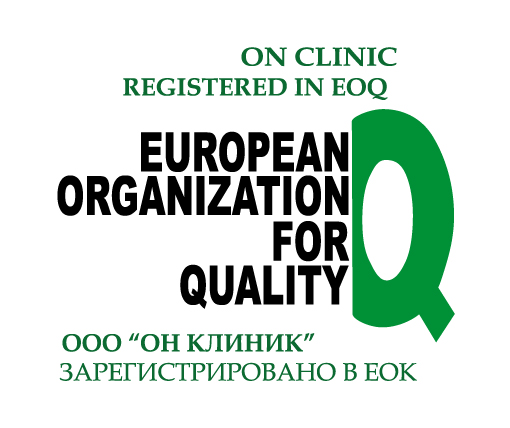 ON CLINIC
REGISTERED IN EOQ
EUROPEAN
ORGANIZATION
FOR
QUALITY
ООО “ОН КЛИНИК”
ЗАРЕГИСТРИРОВАНО В ЕОК